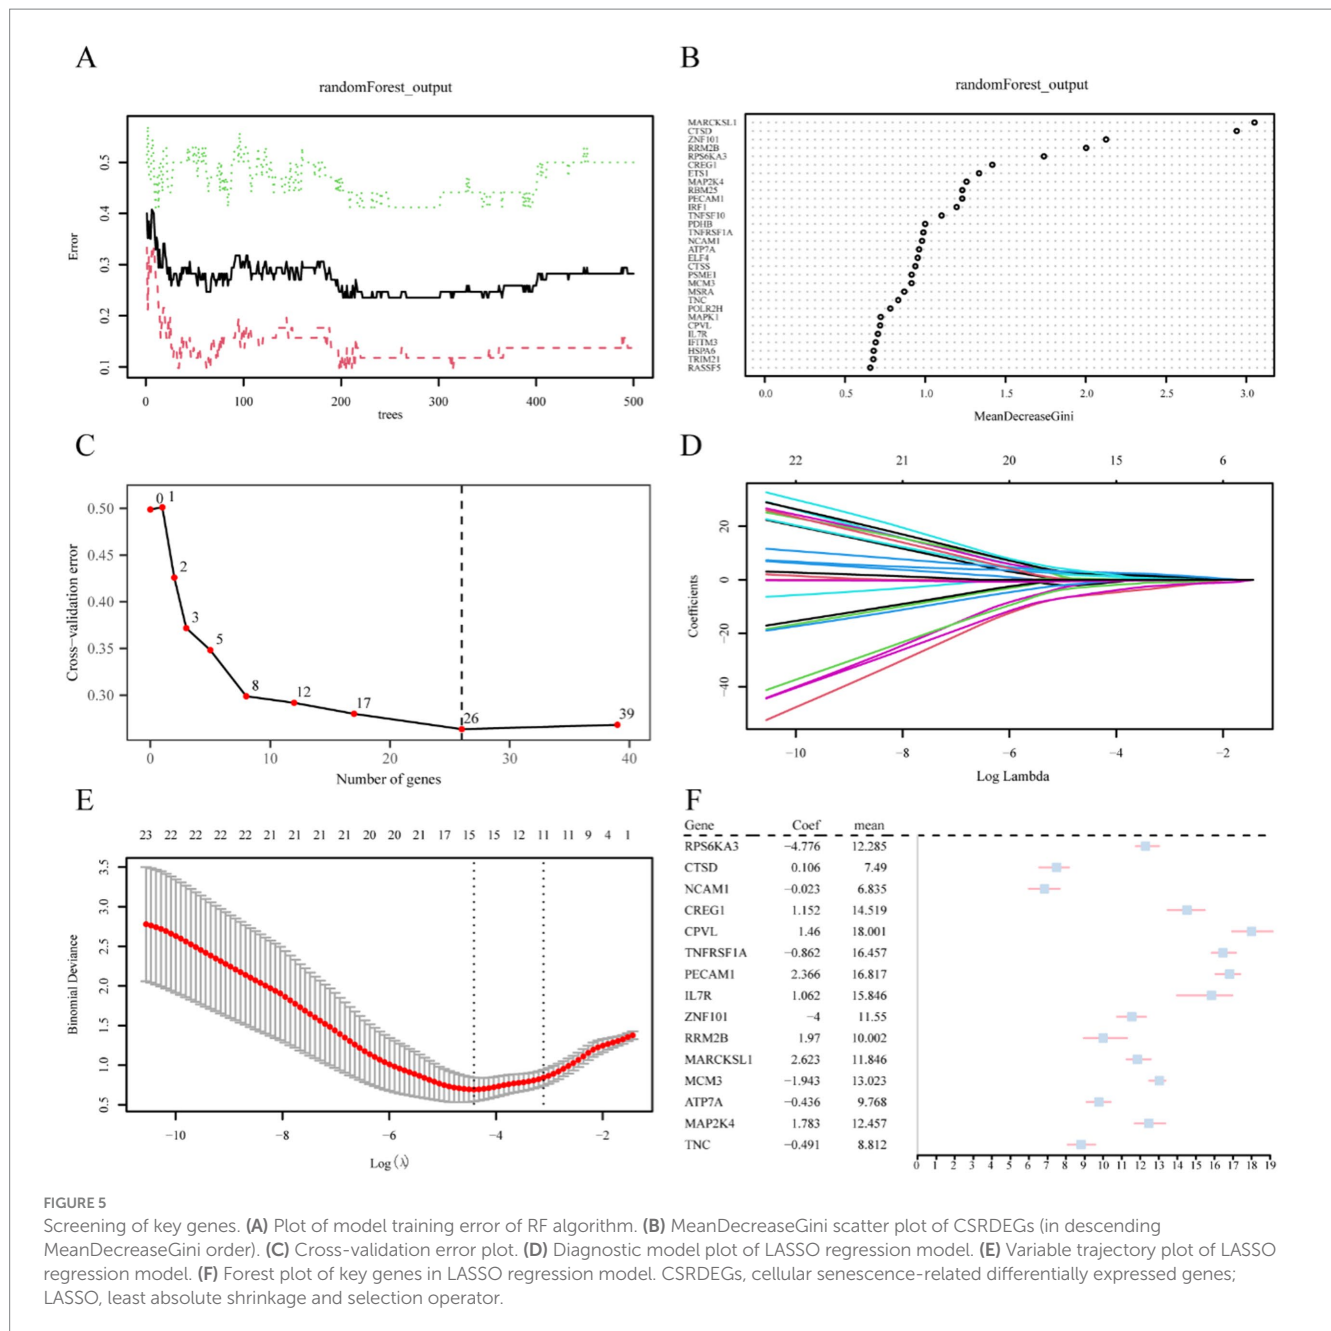 A
randomForest_output
Error
0.5
0.4
0.3
0.2
0.1
0 100 200 300 400 500
trees
B
randomForest_output
MARCKSL1
CTSD
ZNF101
RRM2B
RPS6KA3
CREG1
ETS1
MAP2K4
RBM25
PECAM1
IRF1
TNFSF10
PDHB
TNFRSF1A
NCAM1
ATP7A
ELF4
CTSS
PSME1
MCM3
MSRA
TNC
POLR2H
MAPK1
CPVL
IL7R
IFITM3
HSPA6
TRIM21
RASSF5
0.0 0.5 1.0 1.5 2.0 2.5 3.0
MeanDecreaseGini
C
Cross-validation error
0.50
0.45
0.40
0.35
0.30
0 1
2
3
5
8
12
17
26
39
0 10 20 30 40
Number of genes
D
22 21 20 15 6
Coefficients
20
0
−20
−40
−10 −8 −6 −4 −2
Log Lambda
E
23 22 22 22 22 21 21 21 21 20 20 21 17 15 15 12 11 11 9 4 1
Binomial Deviance
3.5
3.0
2.5
2.0
1.5
1.0
0.5
−10 −8 −6 −4 −2
Log (λ)
F
Gene Coef mean
RPS6KA3 −4.776 12.285
CTSD 0.106 7.49
NCAM1 −0.023 6.835
CREG1 1.152 14.519
CPVL 1.46 18.001
TNFRSF1A −0.862 16.457
PECAM1 2.366 16.817
IL7R 1.062 15.846
ZNF101 −4 11.55
RRM2B 1.97 10.002
MARCKSL1 2.623 11.846
MCM3 −1.943 13.023
ATP7A −0.436 9.768
MAP2K4 1.783 12.457
TNC −0.491 8.812
0 1 2 3 4 5 6 7 8 9 10 11 12 13 14 15 16 17 18 19
FIGURE 5
Screening of key genes. (A) Plot of model training error of RF algorithm. (B) MeanDecreaseGini scatter plot of CSRDEGs (in descending
MeanDecreaseGini order). (C) Cross-validation error plot. (D) Diagnostic model plot of LASSO regression model. (E) Variable trajectory plot of LASSO
regression model. (F) Forest plot of key genes in LASSO regression model. CSRDEGs, cellular senescence-related differentially expressed genes;
LASSO, least absolute shrinkage and selection operator.